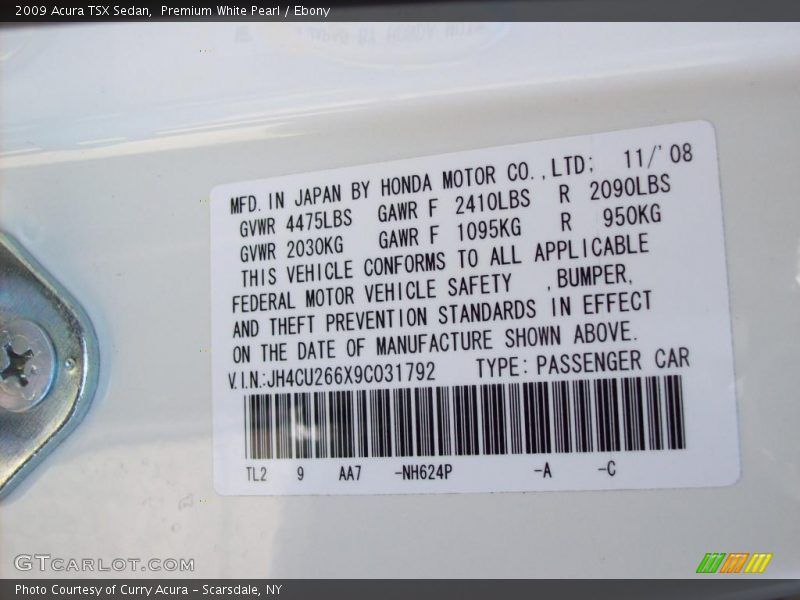 2009 Acura TSX Sedan, Premium White Pearl / Ebony
MFD. IN JAPAN BY HONDA MOTOR CO.,LTD; 11/'08
GVWR 4475LBS GAWR F 2410LBS R 2090LBS
GVWR 2030KG GAWR F 1095KG R 950KG
THIS VEHICLE CONFORMS TO ALL APPLICABLE
FEDERAL MOTOR VEHICLE SAFETY ,BUMPER,
AND THEFT PREVENTION STANDARDS IN EFFECT
ON THE DATE OF MANUFACTURE SHOWN ABOVE.
V.I.N.:JH4CU266X9C031792 TYPE: PASSENGER CAR
TL2 9 AA7 -NH624P -A -C
GTCARLOT.COM
Photo Courtesy of Curry Acura - Scarsdale, NY